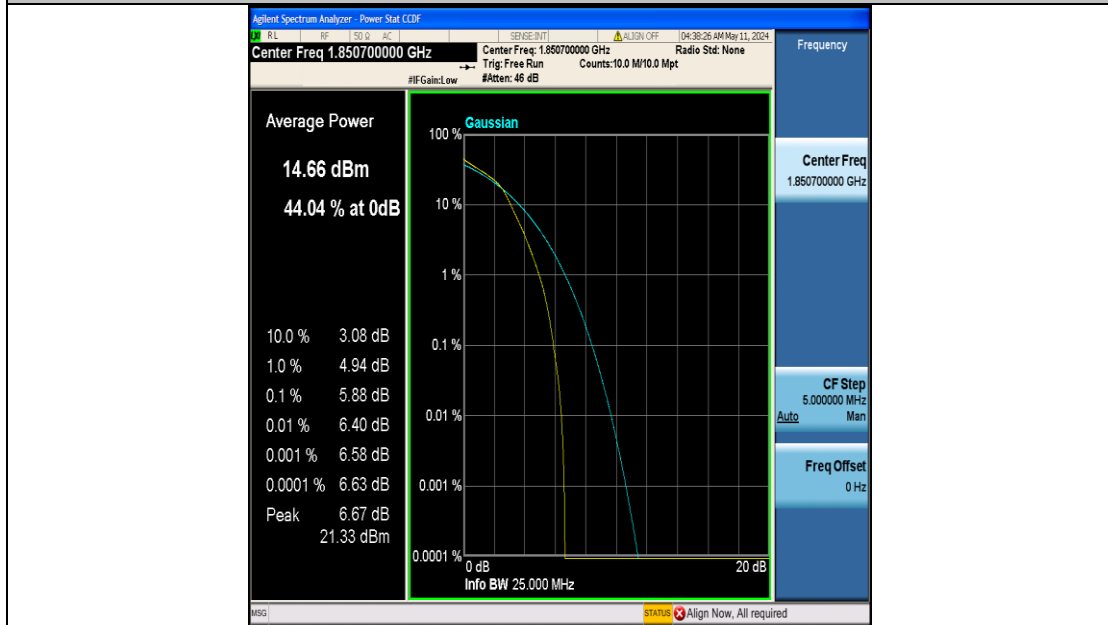 Agilent Spectrum Analyzer - Power Stat CCDF
RL RF 50 Ω AC SENSE:INT ALIGN OFF 04:38:26 AM May 11, 2024
Center Freq 1.850700000 GHz
Center Freq: 1.850700000 GHz Radio Std: None
Trig: Free Run Counts:10.0 M/10.0 Mpt
#IFGain:Low #Atten: 46 dB
Frequency
Average Power
14.66 dBm
44.04 % at 0dB
10.0 % 3.08 dB
1.0 % 4.94 dB
0.1 % 5.88 dB
0.01 % 6.40 dB
0.001 % 6.58 dB
0.0001 % 6.63 dB
Peak 6.67 dB
21.33 dBm
Gaussian
100 %
10 %
1 %
0.1 %
0.01 %
0.001 %
0.0001 %
0 dB 20 dB
Info BW 25.000 MHz
Center Freq
1.850700000 GHz
CF Step
5.000000 MHz
Auto Man
Freq Offset
0 Hz
MSG STATUS Align Now, All required